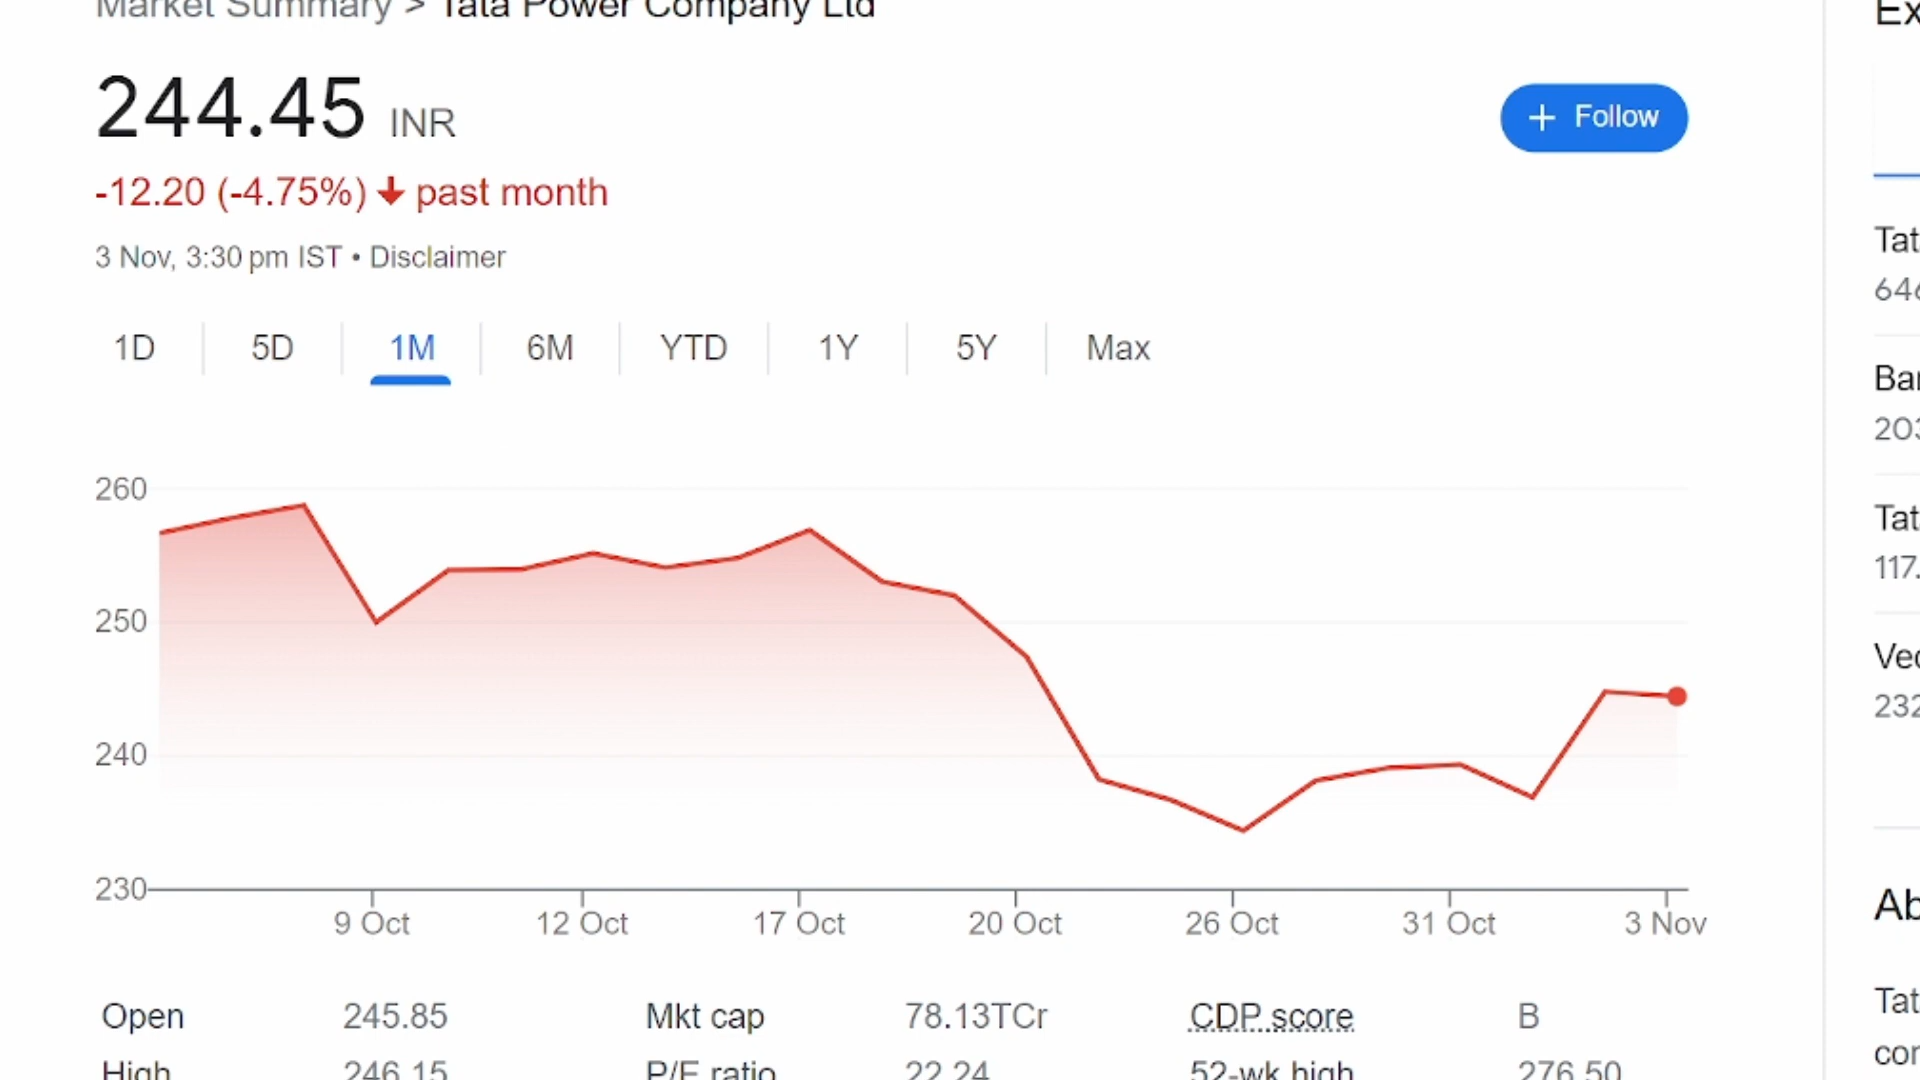 Market Summary > Tata Power Company Ltd
244.45 INR
+ Follow
-12.20 (-4.75%) ↓ past month
3 Nov, 3:30 pm IST • Disclaimer
1D 5D 1M 6M YTD 1Y 5Y Max
260
250
240
230
9 Oct 12 Oct 17 Oct 20 Oct 26 Oct 31 Oct 3 Nov
Open 245.85 Mkt cap 78.13TCr CDP score B
High 246.15 P/E ratio 22.24 52-wk high 276.50
Ex
Tat
646
Bar
203
Tat
117.
Ved
232
Ab
Tat
cor